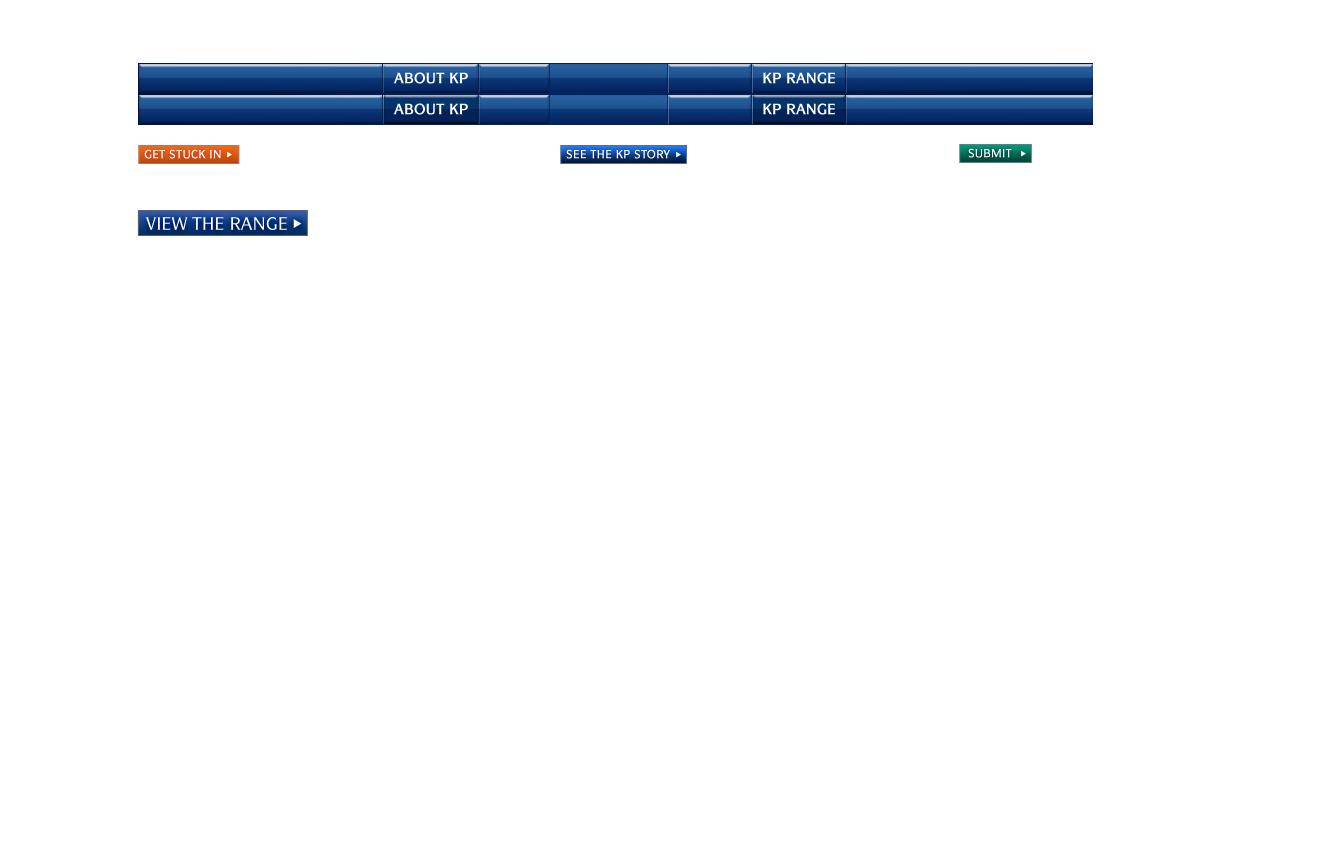 ABOUT KP KP RANGE
ABOUT KP KP RANGE
GET STUCK IN SEE THE KP STORY SUBMIT
VIEW THE RANGE